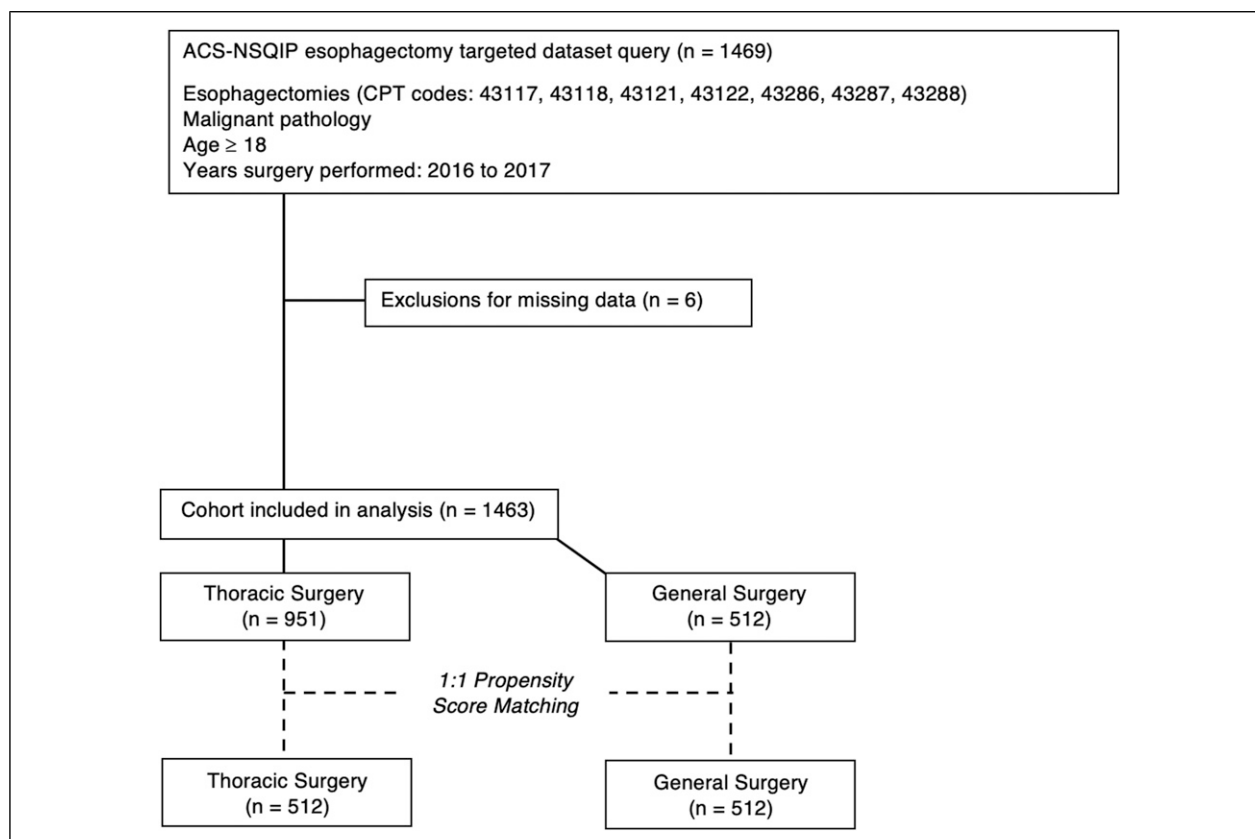 ACS-NSQIP esophagectomy targeted dataset query (n = 1469)
Esophagectomies (CPT codes: 43117, 43118, 43121, 43122, 43286, 43287, 43288)
Malignant pathology
Age ≥ 18
Years surgery performed: 2016 to 2017
Exclusions for missing data (n = 6)
Cohort included in analysis (n = 1463)
Thoracic Surgery
(n = 951)
General Surgery
(n = 512)
1:1 Propensity
Score Matching
Thoracic Surgery
(n = 512)
General Surgery
(n = 512)